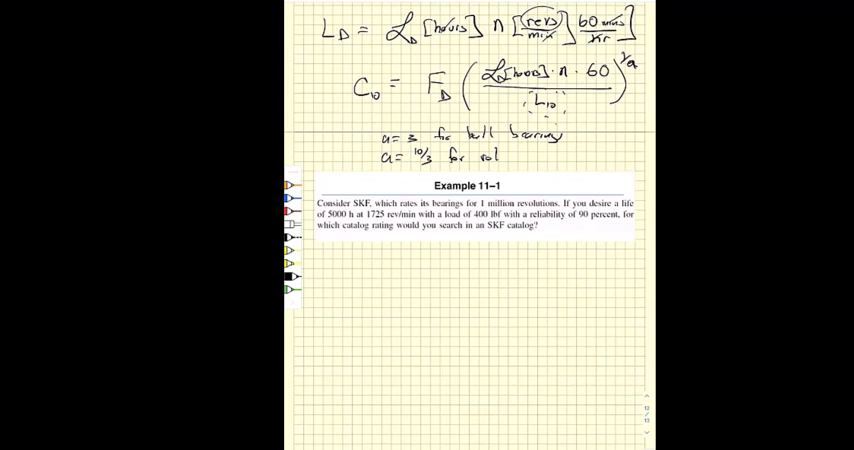 L_D = ℒ_D [hours] n [revs/min] [60 mins/hr]
C_10 = F_D (ℒ_D[hours] · n · 60 / L_10)^1/a
a = 3 for ball bearings
a = 10/3 for rol
Example 11–1
Consider SKF, which rates its bearings for 1 million revolutions. If you desire a life
of 5000 h at 1725 rev/min with a load of 400 lbf with a reliability of 90 percent, for
which catalog rating would you search in an SKF catalog?